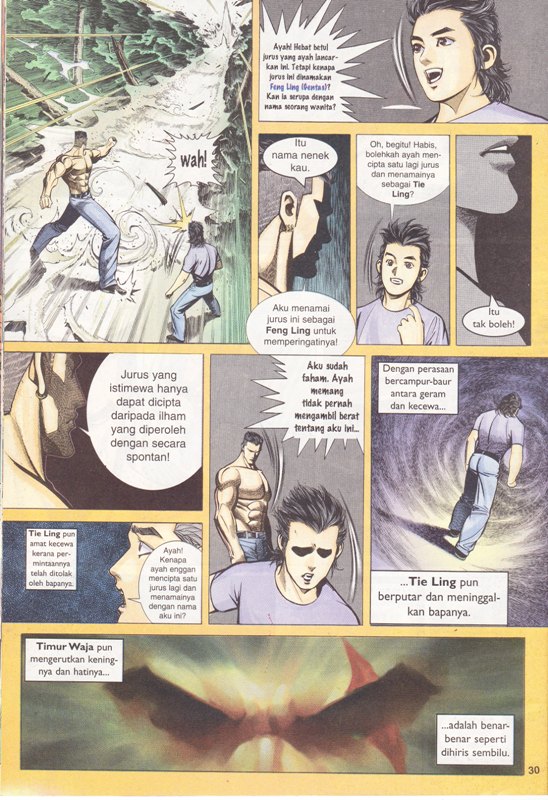 wah!
Ayah! Hebat betul
jurus yang ayah lancar-
kan ini. Tetapi kenapa
jurus ini dinamakan
Feng Ling (Gentas)?
Kan ia serupa dengan
nama seorang wanita?
Itu
nama nenek
kau.
Aku menamai
jurus ini sebagai
Feng Ling untuk
memperingatinya!
Oh, begitu! Habis,
bolehkah ayah men-
cipta satu lagi jurus
dan menamainya
sebagai Tie
Ling?
Itu
tak boleh!
Jurus yang
istimewa hanya
dapat dicipta
daripada ilham
yang diperoleh
dengan secara
spontan!
Aku sudah
faham. Ayah
memang
tidak pernah
mengambil berat
tentang aku ini...
Dengan perasaan
bercampur-baur
antara geram
dan kecewa...
Tie Ling pun
amat kecewa
kerana per-
mintaannya
telah ditolak
oleh bapanya.
Ayah!
Kenapa
ayah enggan
mencipta satu
jurus lagi dan
menamainya
dengan nama
aku ini?
...Tie Ling pun
berputar dan meninggal-
kan bapanya.
Timur Waja pun
mengerutkan kening-
nya dan hatinya...
...adalah benar-
benar seperti
dihiris sembilu.
30